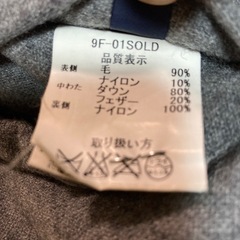 9F-01SOLD
品質表示
表側 毛 90%
ナイロン 10%
中わた ダウン 80%
フェザー 20%
裏側 ナイロン 100%
取り扱い方